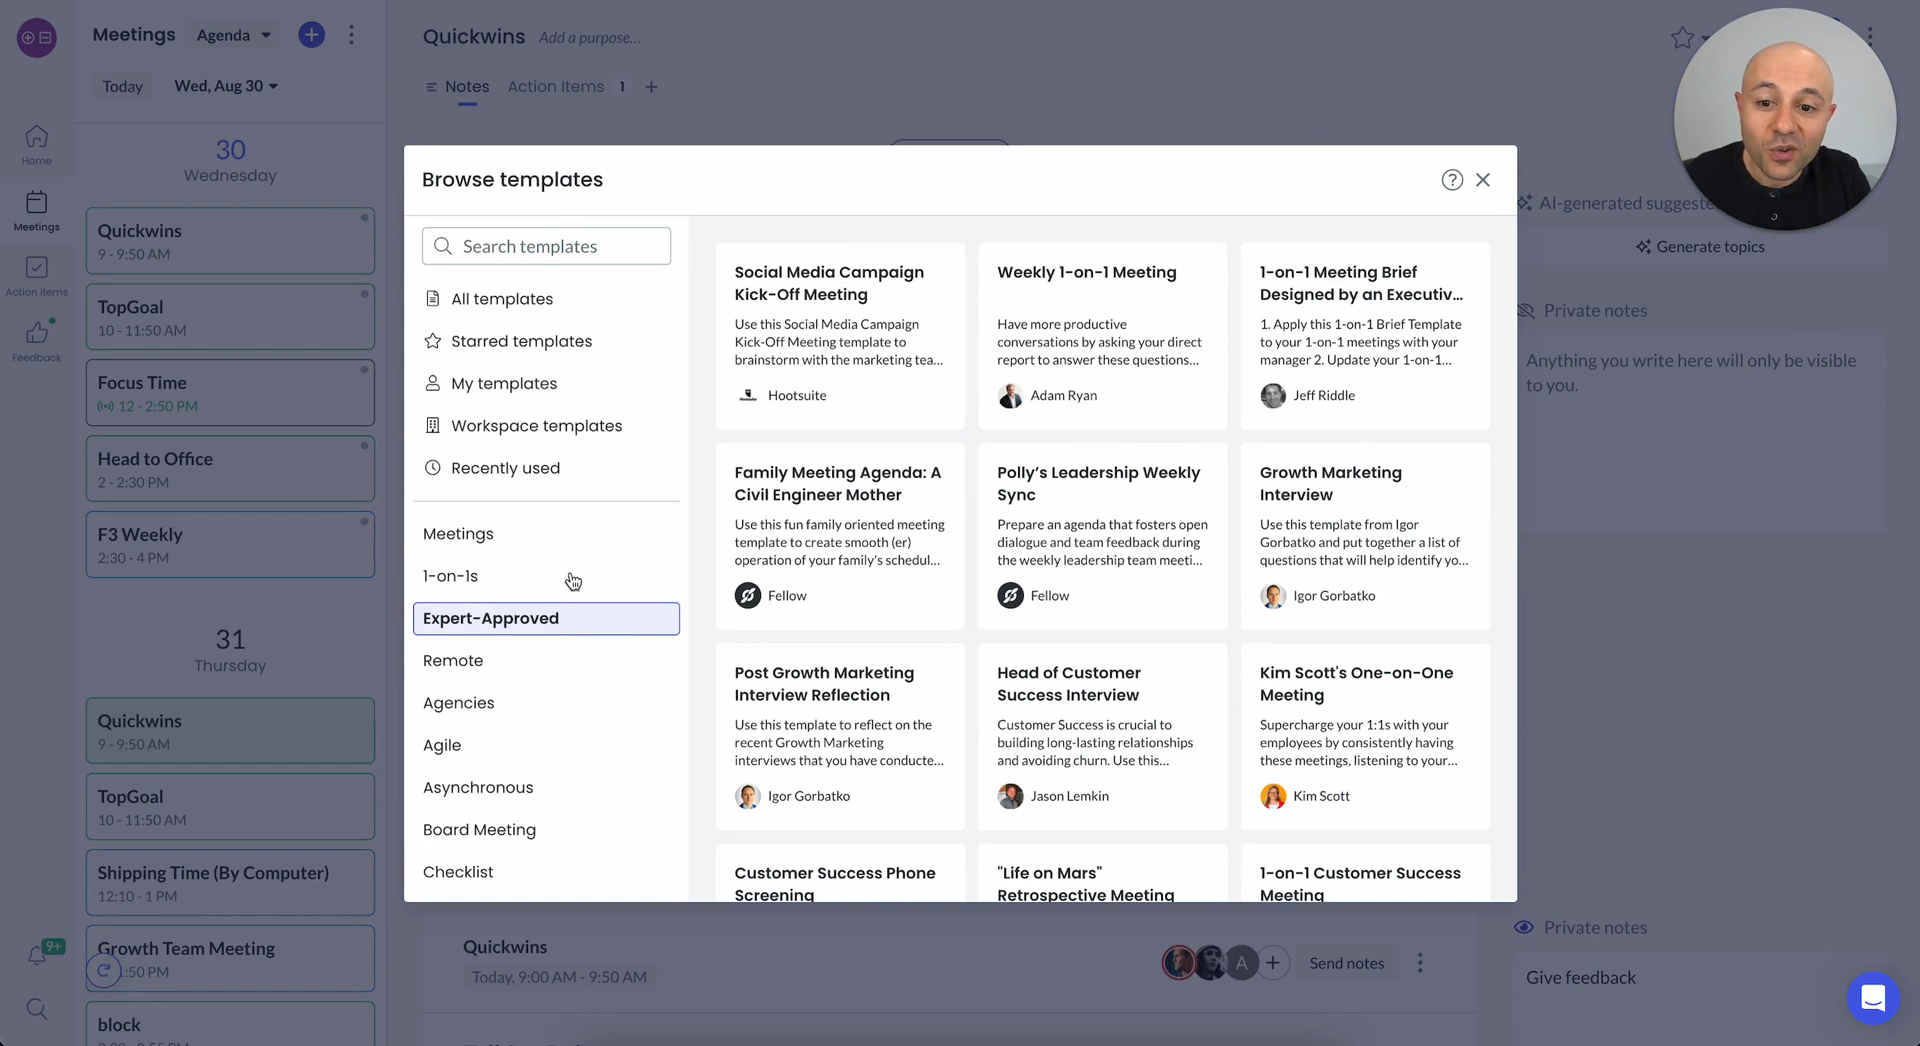 Meetings
Agenda
Today
Wed, Aug 30
30
Wednesday
Quickwins
9 - 9:50 AM
TopGoal
10 - 11:50 AM
Focus Time
12 - 2:50 PM
Head to Office
2 - 2:30 PM
F3 Weekly
2:30 - 4 PM
31
Thursday
Quickwins
9 - 9:50 AM
TopGoal
10 - 11:50 AM
Shipping Time (By Computer)
12:10 - 1 PM
Growth Team Meeting
:50 PM
block
Home
Meetings
Action items
Feedback
9+
Quickwins
Add a purpose...
Notes
Action Items
1
Browse templates
Search templates
All templates
Starred templates
My templates
Workspace templates
Recently used
Meetings
1-on-1s
Expert-Approved
Remote
Agencies
Agile
Asynchronous
Board Meeting
Checklist
Social Media Campaign
Kick-Off Meeting
Use this Social Media Campaign
Kick-Off Meeting template to
brainstorm with the marketing tea...
Hootsuite
Weekly 1-on-1 Meeting
Have more productive
conversations by asking your direct
report to answer these questions...
Adam Ryan
1-on-1 Meeting Brief
Designed by an Executiv...
1. Apply this 1-on-1 Brief Template
to your 1-on-1 meetings with your
manager 2. Update your 1-on-1...
Jeff Riddle
Family Meeting Agenda: A
Civil Engineer Mother
Use this fun family oriented meeting
template to create smooth (er)
operation of your family's schedul...
Fellow
Polly's Leadership Weekly
Sync
Prepare an agenda that fosters open
dialogue and team feedback during
the weekly leadership team meeti...
Fellow
Growth Marketing
Interview
Use this template from Igor
Gorbatko and put together a list of
questions that will help identify yo...
Igor Gorbatko
Post Growth Marketing
Interview Reflection
Use this template to reflect on the
recent Growth Marketing
interviews that you have conducte...
Igor Gorbatko
Head of Customer
Success Interview
Customer Success is crucial to
building long-lasting relationships
and avoiding churn. Use this...
Jason Lemkin
Kim Scott's One-on-One
Meeting
Supercharge your 1:1s with your
employees by consistently having
these meetings, listening to your...
Kim Scott
Customer Success Phone
Screening
"Life on Mars"
Retrospective Meeting
1-on-1 Customer Success
Meeting
Quickwins
Today, 9:00 AM - 9:50 AM
A
Send notes
AI-generated suggeste
Generate topics
Private notes
Anything you write here will only be visible
to you.
Private notes
Give feedback